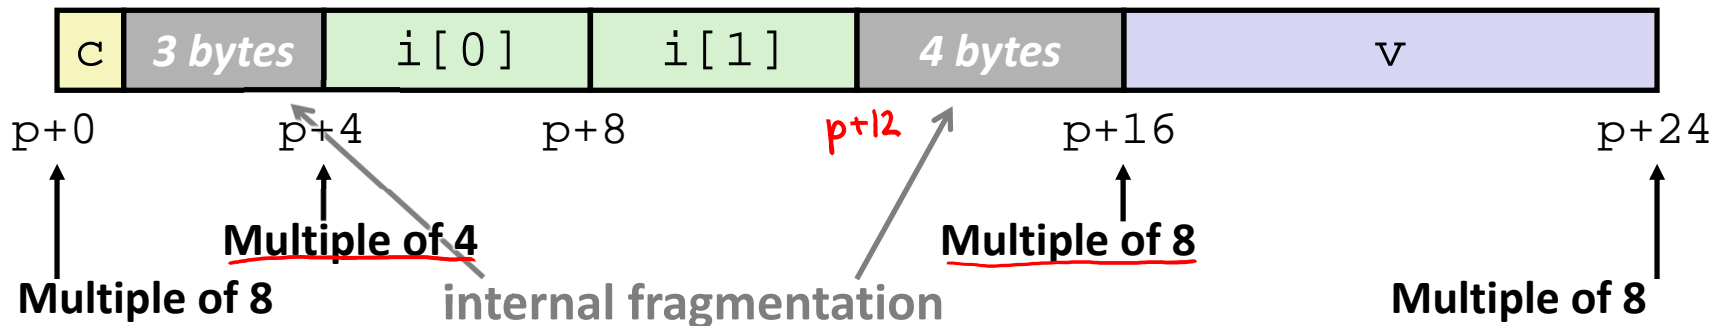 c 3 bytes i[0] i[1] 4 bytes v
p+0 p+4 p+8 p+12 p+16 p+24
Multiple of 4 Multiple of 8
Multiple of 8 internal fragmentation Multiple of 8